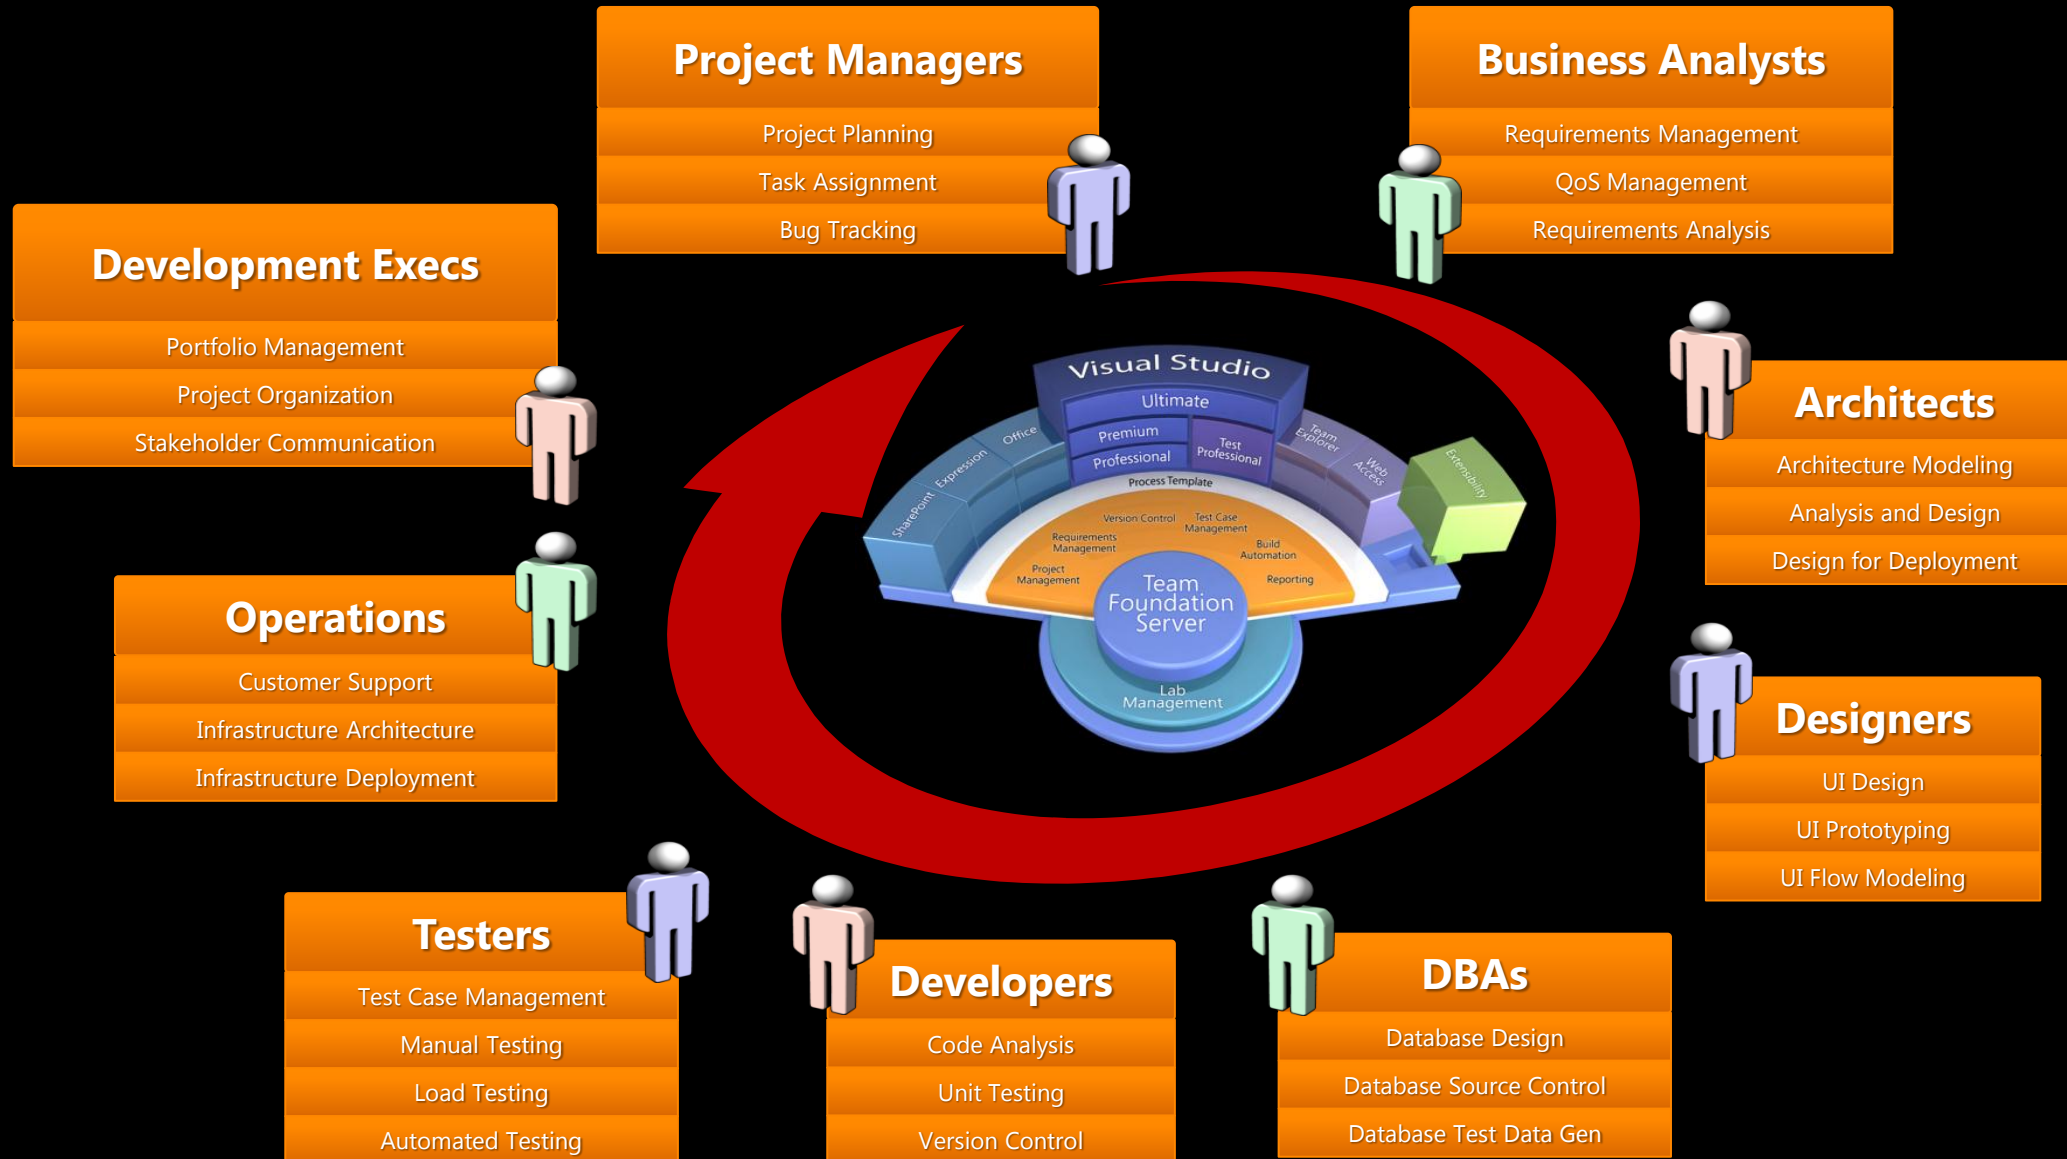 Project Managers
Project Planning
Task Assignment
Bug Tracking
Business Analysts
Requirements Management
QoS Management
Requirements Analysis
Development Execs
Portfolio Management
Project Organization
Stakeholder Communication
Architects
Architecture Modeling
Analysis and Design
Design for Deployment
Visual Studio
Ultimate
Premium
Professional
Test
Professional
Office
Expression
SharePoint
Team
Explorer
Web
Access
Extensibility
Process Template
Version Control
Test Case
Management
Requirements
Management
Build
Automation
Project
Management
Reporting
Team
Foundation
Server
Lab
Management
Operations
Customer Support
Infrastructure Architecture
Infrastructure Deployment
Designers
UI Design
UI Prototyping
UI Flow Modeling
Testers
Test Case Management
Manual Testing
Load Testing
Automated Testing
Developers
Code Analysis
Unit Testing
Version Control
DBAs
Database Design
Database Source Control
Database Test Data Gen